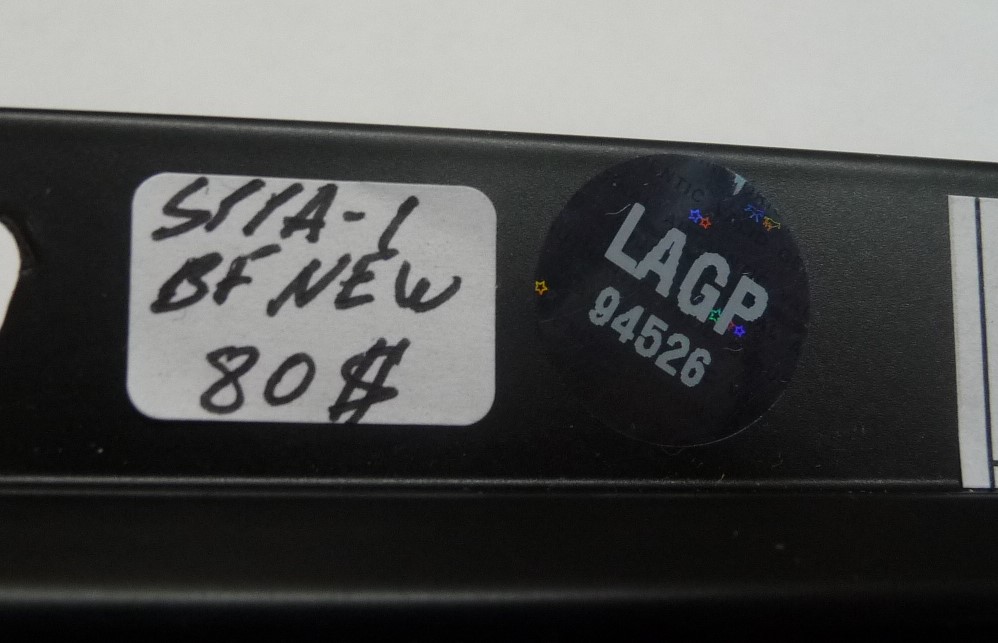 S11A-1
BF NEW
80 $
LAGP
94526